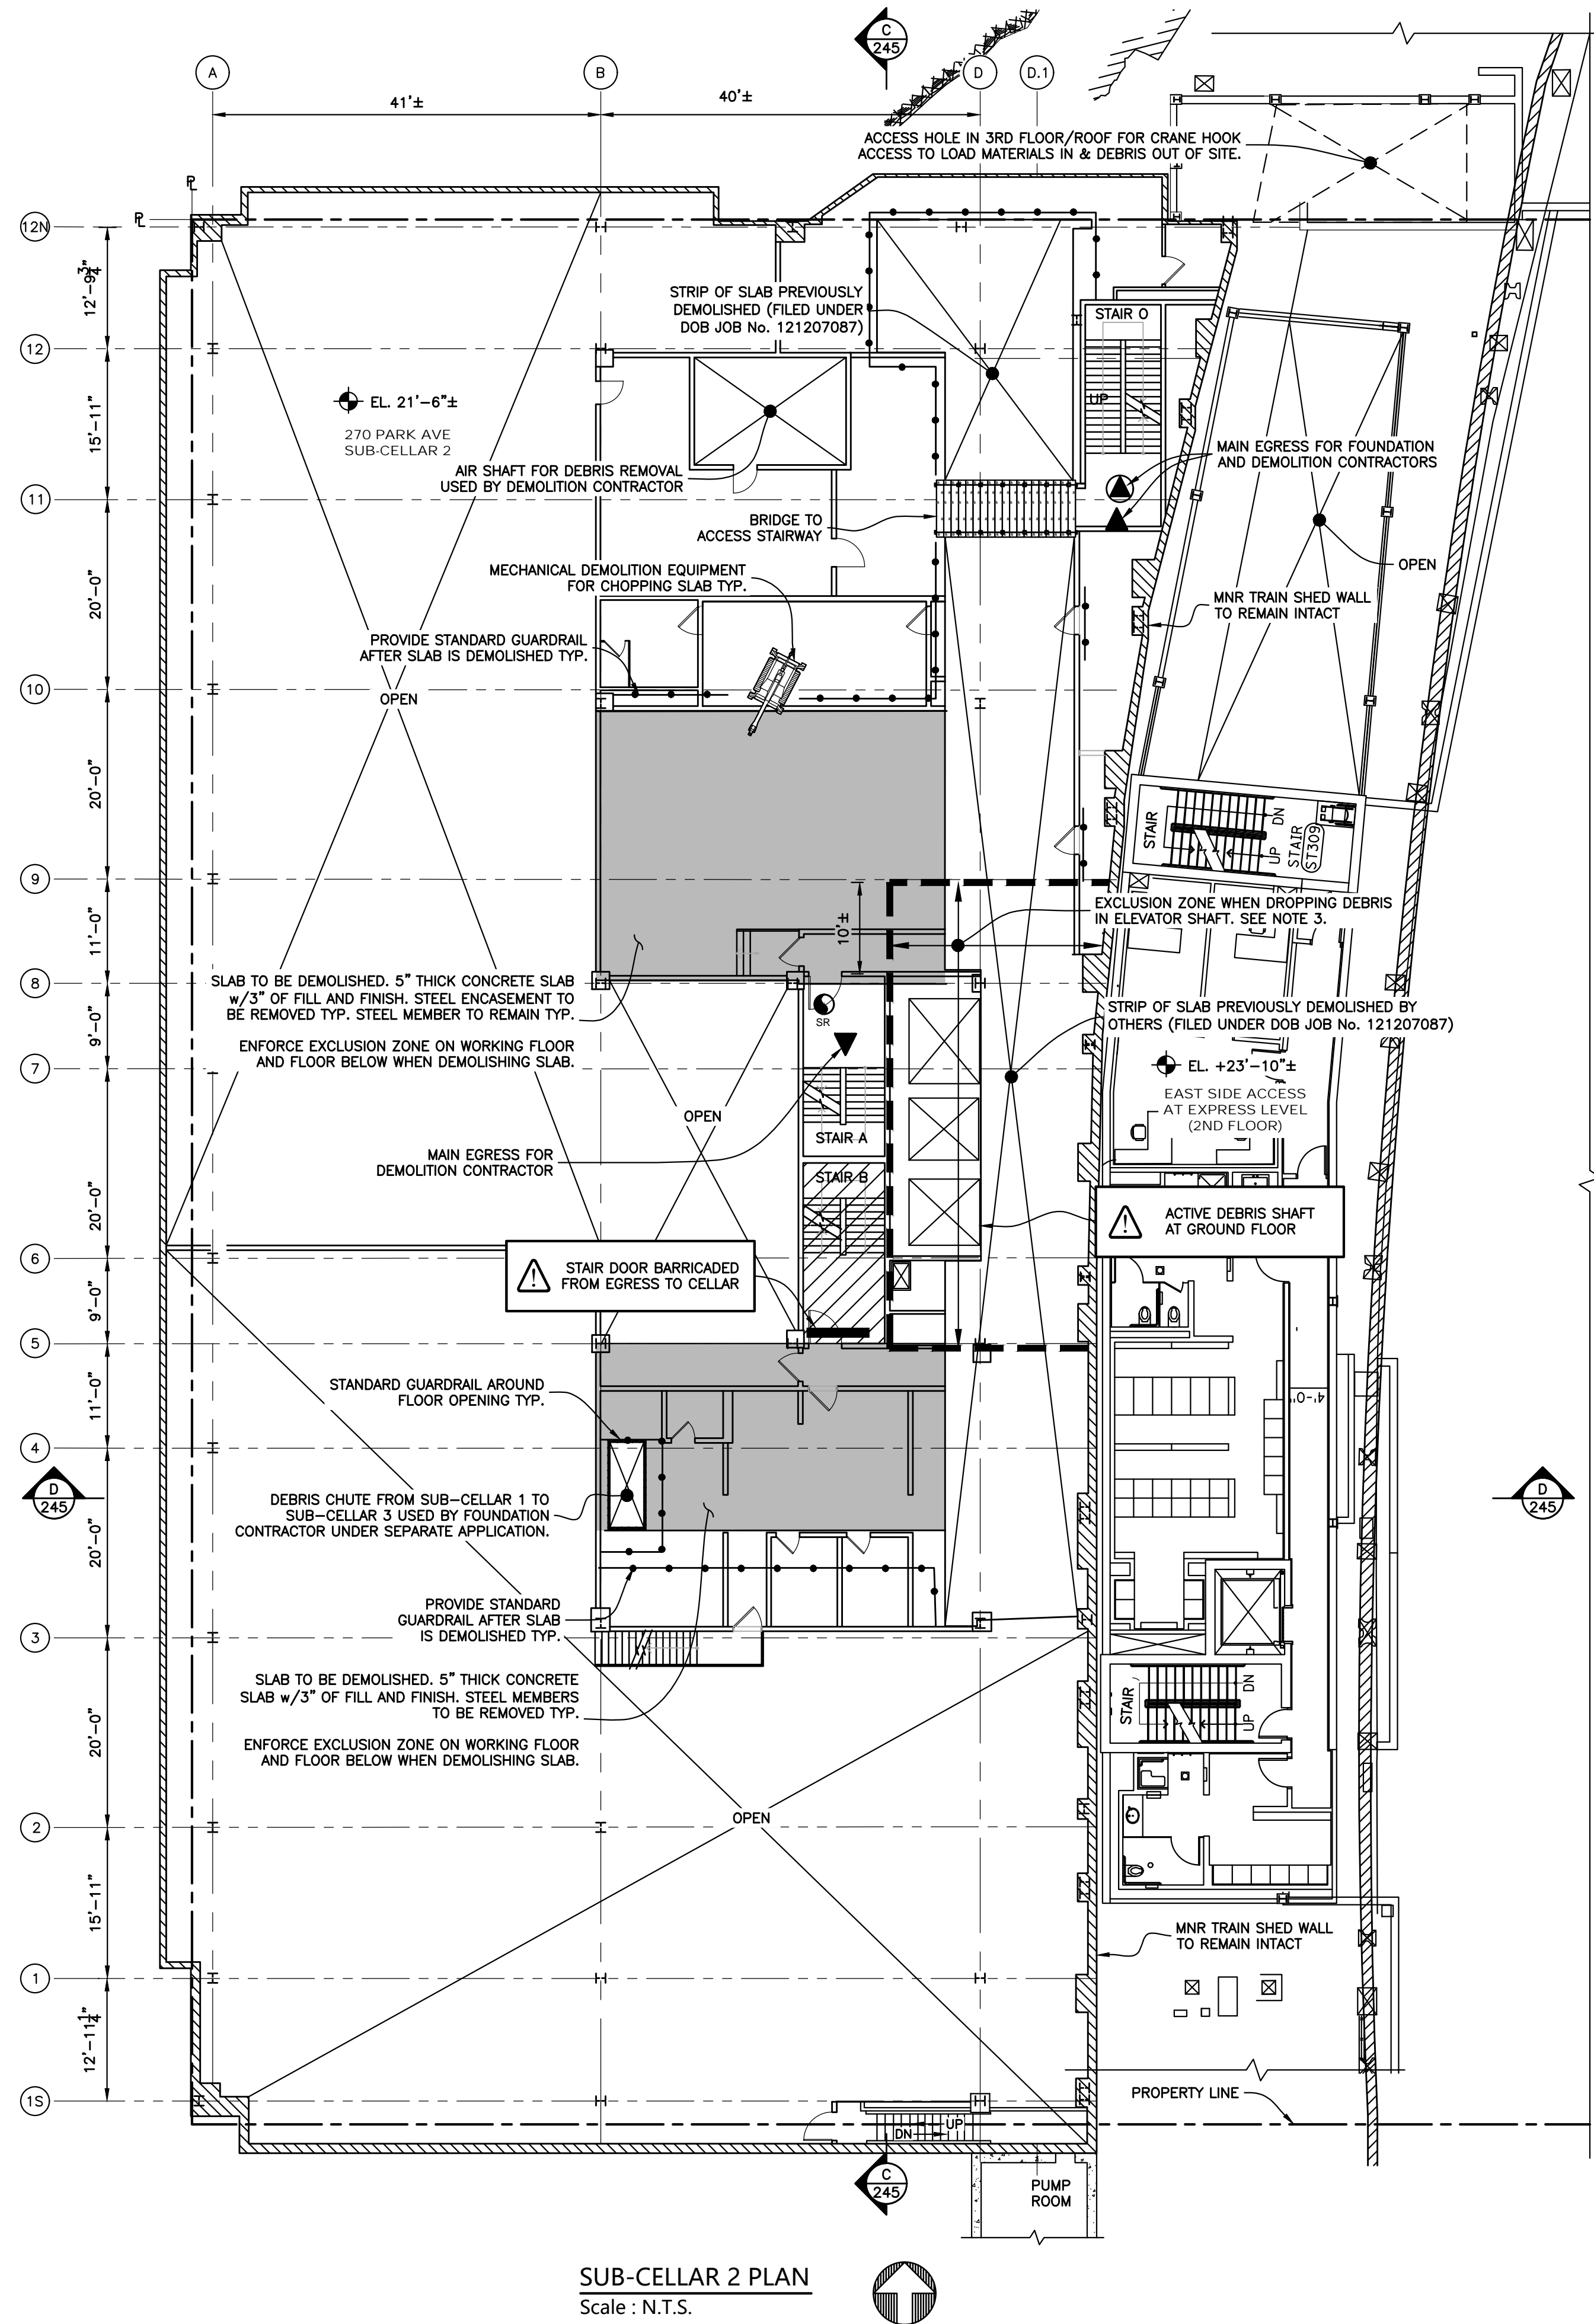 C
245
A
B
D
D.1
41'±
40'±
ACCESS HOLE IN 3RD FLOOR/ROOF FOR CRANE HOOK
ACCESS TO LOAD MATERIALS IN & DEBRIS OUT OF SITE.
PL
PL
12N
12'-9 3/4"
STRIP OF SLAB PREVIOUSLY
DEMOLISHED (FILED UNDER
DOB JOB No. 121207087)
STAIR O
UP
12
EL. 21'-6"±
270 PARK AVE
SUB-CELLAR 2
15'-11"
AIR SHAFT FOR DEBRIS REMOVAL
USED BY DEMOLITION CONTRACTOR
MAIN EGRESS FOR FOUNDATION
AND DEMOLITION CONTRACTORS
11
BRIDGE TO
ACCESS STAIRWAY
OPEN
MECHANICAL DEMOLITION EQUIPMENT
FOR CHOPPING SLAB TYP.
20'-0"
MNR TRAIN SHED WALL
TO REMAIN INTACT
PROVIDE STANDARD GUARDRAIL
AFTER SLAB IS DEMOLISHED TYP.
10
OPEN
20'-0"
STAIR
DN
UP
STAIR
ST309
9
EXCLUSION ZONE WHEN DROPPING DEBRIS
IN ELEVATOR SHAFT. SEE NOTE 3.
11'-0"
10'±
8
SLAB TO BE DEMOLISHED. 5" THICK CONCRETE SLAB
w/3" OF FILL AND FINISH. STEEL ENCASEMENT TO
BE REMOVED TYP. STEEL MEMBER TO REMAIN TYP.
SR
STRIP OF SLAB PREVIOUSLY DEMOLISHED BY
OTHERS (FILED UNDER DOB JOB No. 121207087)
9'-0"
ENFORCE EXCLUSION ZONE ON WORKING FLOOR
AND FLOOR BELOW WHEN DEMOLISHING SLAB.
7
EL. +23'-10"±
EAST SIDE ACCESS
AT EXPRESS LEVEL
(2ND FLOOR)
OPEN
STAIR A
MAIN EGRESS FOR
DEMOLITION CONTRACTOR
STAIR B
20'-0"
ACTIVE DEBRIS SHAFT
AT GROUND FLOOR
6
STAIR DOOR BARRICADED
FROM EGRESS TO CELLAR
9'-0"
5
STANDARD GUARDRAIL AROUND
FLOOR OPENING TYP.
11'-0"
4'-0"
4
D
245
D
245
DEBRIS CHUTE FROM SUB-CELLAR 1 TO
SUB-CELLAR 3 USED BY FOUNDATION
CONTRACTOR UNDER SEPARATE APPLICATION.
20'-0"
PROVIDE STANDARD
GUARDRAIL AFTER SLAB
IS DEMOLISHED TYP.
3
SLAB TO BE DEMOLISHED. 5" THICK CONCRETE
SLAB w/3" OF FILL AND FINISH. STEEL MEMBERS
TO BE REMOVED TYP.
STAIR
DN
UP
20'-0"
ENFORCE EXCLUSION ZONE ON WORKING FLOOR
AND FLOOR BELOW WHEN DEMOLISHING SLAB.
2
OPEN
15'-11"
MNR TRAIN SHED WALL
TO REMAIN INTACT
1
12'-11 1/4"
PROPERTY LINE
1S
UP
DN
C
245
PUMP
ROOM
SUB-CELLAR 2 PLAN
Scale : N.T.S.